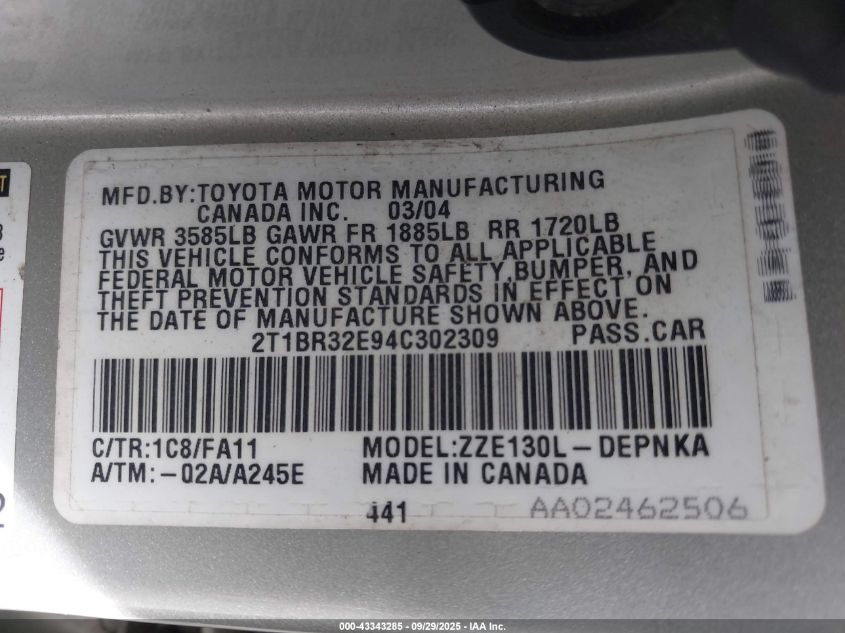 MFD.BY:TOYOTA MOTOR MANUFACTURING
CANADA INC. 03/04
GVWR 3585LB GAWR FR 1885LB RR 1720LB
THIS VEHICLE CONFORMS TO ALL APPLICABLE
FEDERAL MOTOR VEHICLE SAFETY,BUMPER, AND
THEFT PREVENTION STANDARDS IN EFFECT ON
THE DATE OF MANUFACTURE SHOWN ABOVE.
2T1BR32E94C302309 PASS.CAR
C/TR:1C8/FA11 MODEL:ZZE130L-DEPNKA
A/TM:-02A/A245E MADE IN CANADA
441 AA02462506
000-43343285 - 09/29/2025 - IAA Inc.